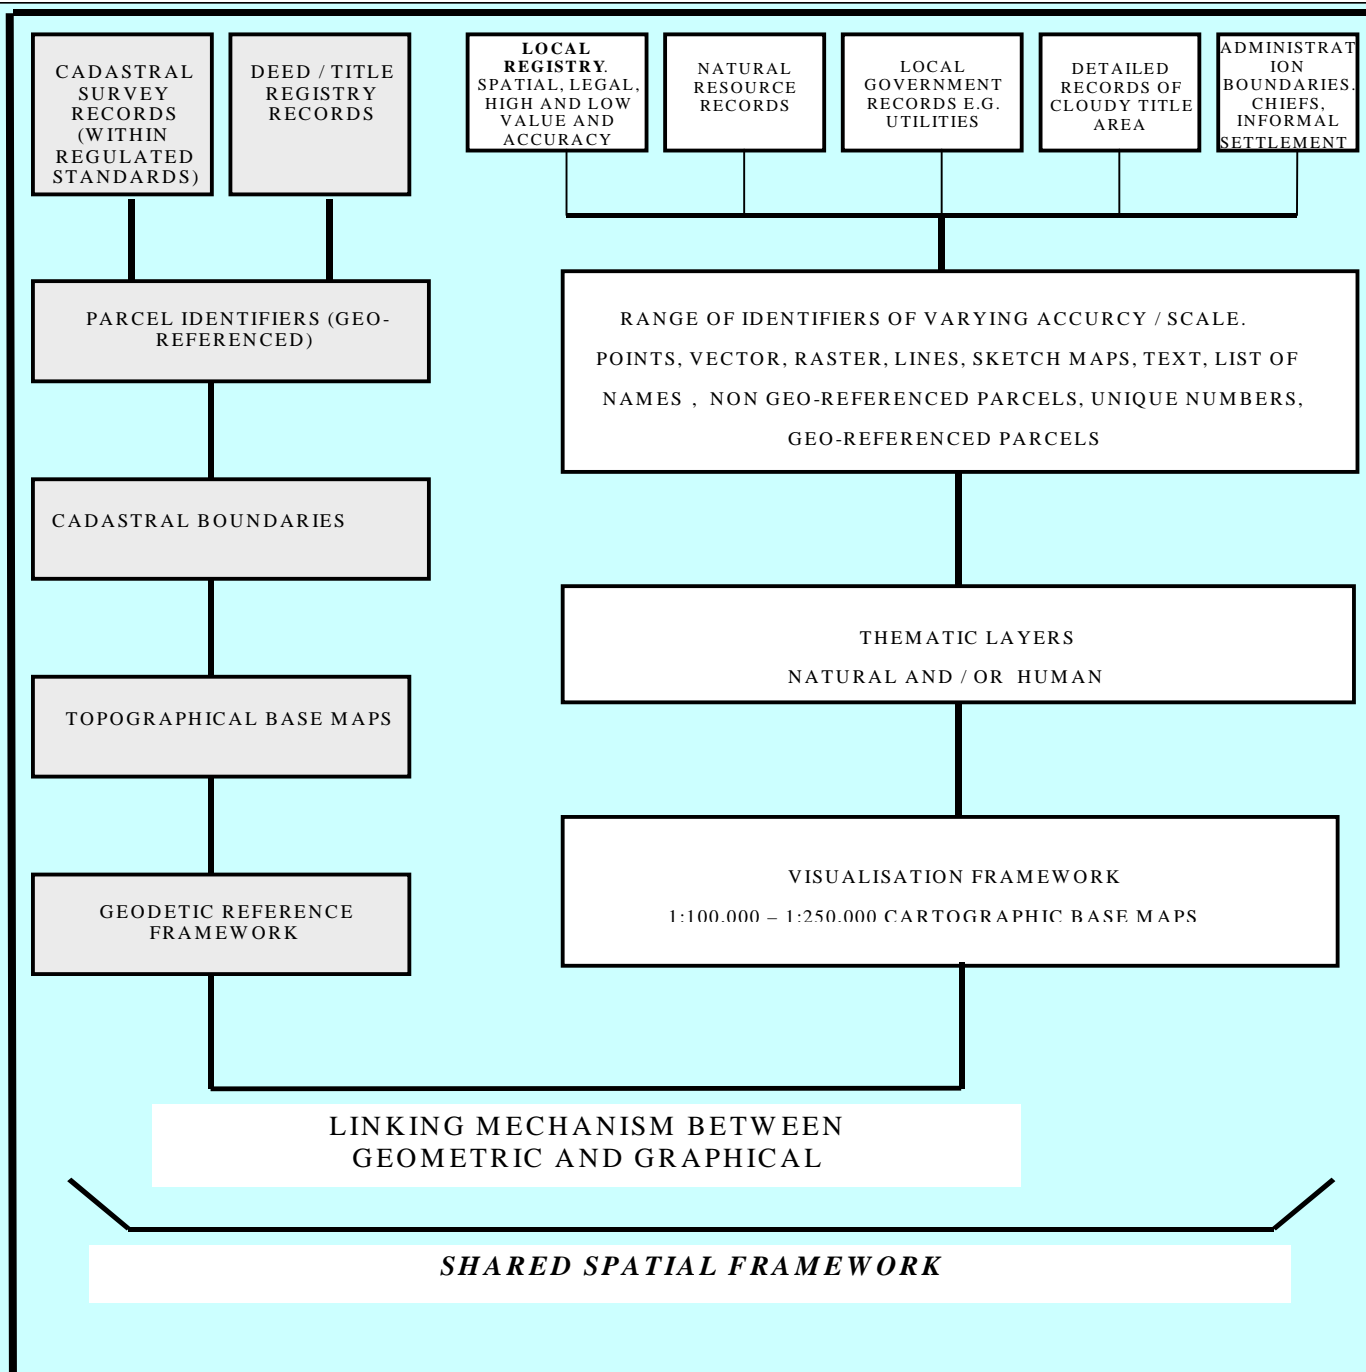 CADASTRAL
SURVEY
RECORDS
(WITHIN
REGULATED
STANDARDS)
DEED / TITLE
REGISTRY
RECORDS
LOCAL
REGISTRY.
SPATIAL, LEGAL,
HIGH AND LOW
VALUE AND
ACCURACY
NATURAL
RESOURCE
RECORDS
LOCAL
GOVERNMENT
RECORDS E.G.
UTILITIES
DETAILED
RECORDS OF
CLOUDY TITLE
AREA
ADMINISTRAT
ION
BOUNDARIES.
CHIEFS,
INFORMAL
SETTLEMENT
PARCEL IDENTIFIERS (GEO-
REFERENCED)
RANGE OF IDENTIFIERS OF VARYING ACCURCY / SCALE.
POINTS, VECTOR, RASTER, LINES, SKETCH MAPS, TEXT, LIST OF
NAMES , NON GEO-REFERENCED PARCELS, UNIQUE NUMBERS,
GEO-REFERENCED PARCELS
CADASTRAL BOUNDARIES
THEMATIC LAYERS
NATURAL AND / OR HUMAN
TOPOGRAPHICAL BASE MAPS
VISUALISATION FRAMEWORK
1:100.000 – 1:250.000 CARTOGRAPHIC BASE MAPS
GEODETIC REFERENCE
FRAMEWORK
LINKING MECHANISM BETWEEN
GEOMETRIC AND GRAPHICAL
SHARED SPATIAL FRAMEWORK